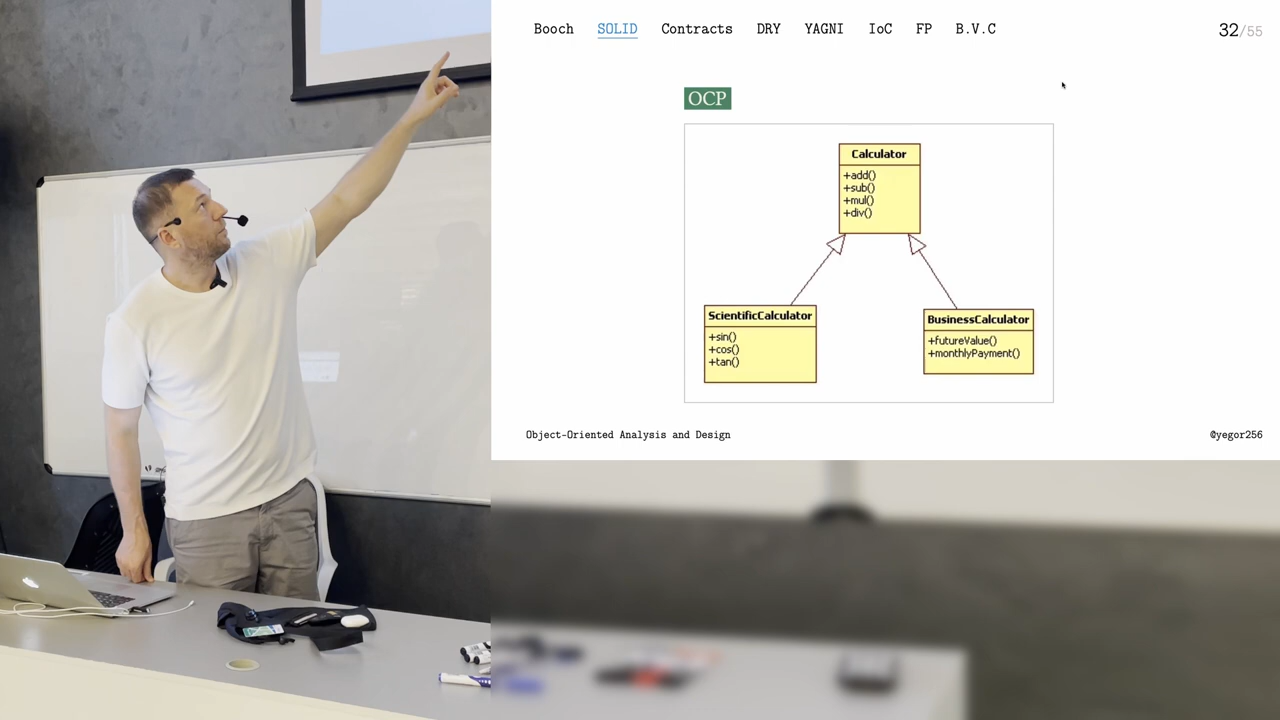 Booch SOLID Contracts DRY YAGNI IoC FP B.V.C 32/55
OCP
Calculator
+add()
+sub()
+mul()
+div()
ScientificCalculator
+sin()
+cos()
+tan()
BusinessCalculator
+futureValue()
+monthlyPayment()
Object-Oriented Analysis and Design @yegor256